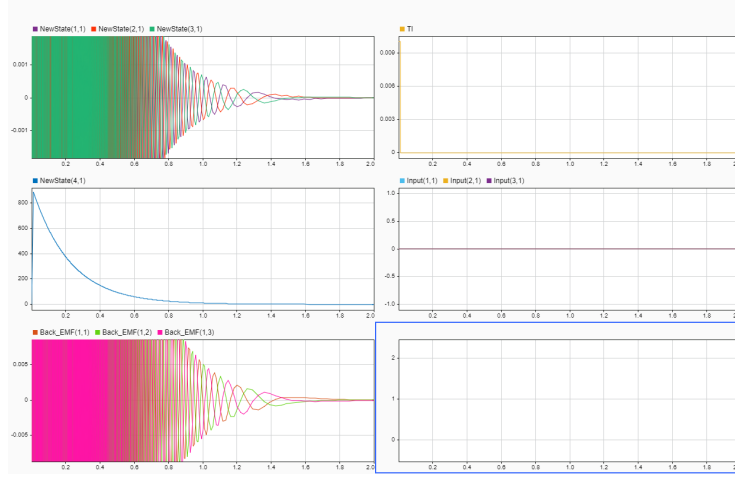 NewState(1,1) NewState(2,1) NewState(3,1)
0.001
0
-0.001
0.2 0.4 0.6 0.8 1.0 1.2 1.4 1.6 1.8 2.0
TI
0.009
0.006
0.003
0
0.2 0.4 0.6 0.8 1.0 1.2 1.4 1.6 1.8 2
NewState(4,1)
800
600
400
200
0
0.2 0.4 0.6 0.8 1.0 1.2 1.4 1.6 1.8 2.0
Input(1,1) Input(2,1) Input(3,1)
1.0
0.5
0
-0.5
-1.0
0.2 0.4 0.6 0.8 1.0 1.2 1.4 1.6 1.8 2.0
Back_EMF(1,1) Back_EMF(1,2) Back_EMF(1,3)
0.005
0
-0.005
0.2 0.4 0.6 0.8 1.0 1.2 1.4 1.6 1.8 2.0
2
1
0
0.2 0.4 0.6 0.8 1.0 1.2 1.4 1.6 1.8 2.0